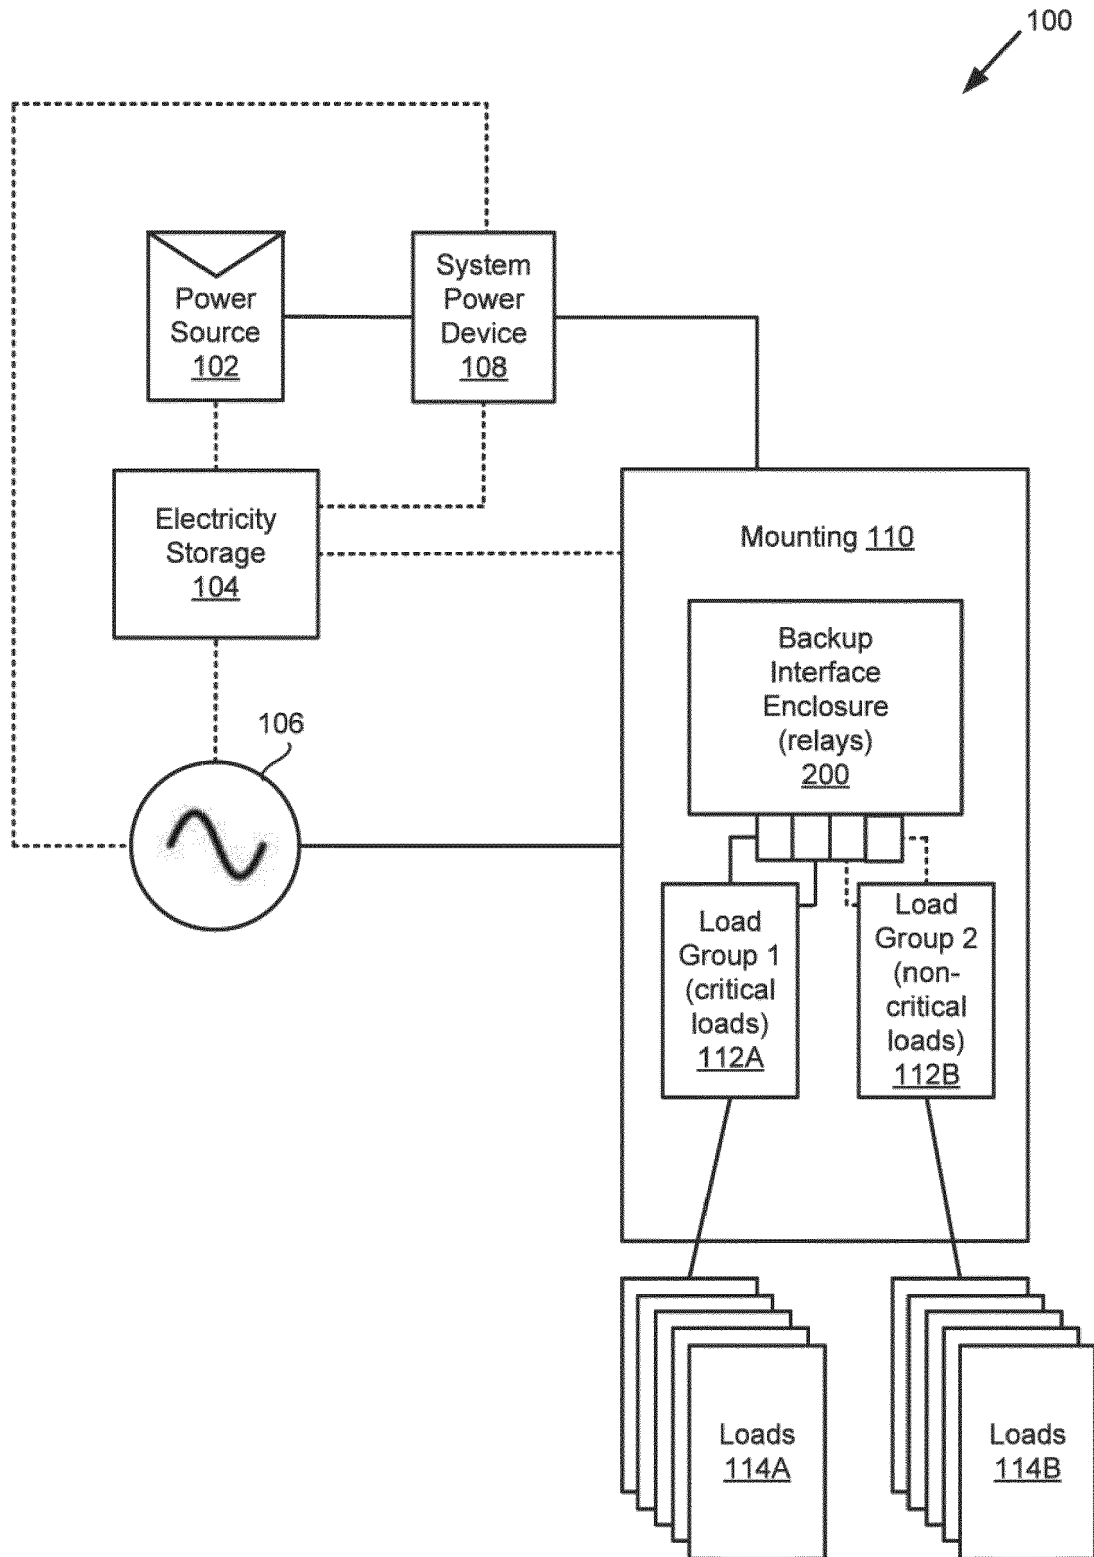 100
Power
Source
102
System
Power
Device
108
Electricity
Storage
104
106
Mounting 110
Backup
Interface
Enclosure
(relays)
200
Load
Group 1
(critical
loads)
112A
Load
Group 2
(non-
critical
loads)
112B
Loads
114A
Loads
114B